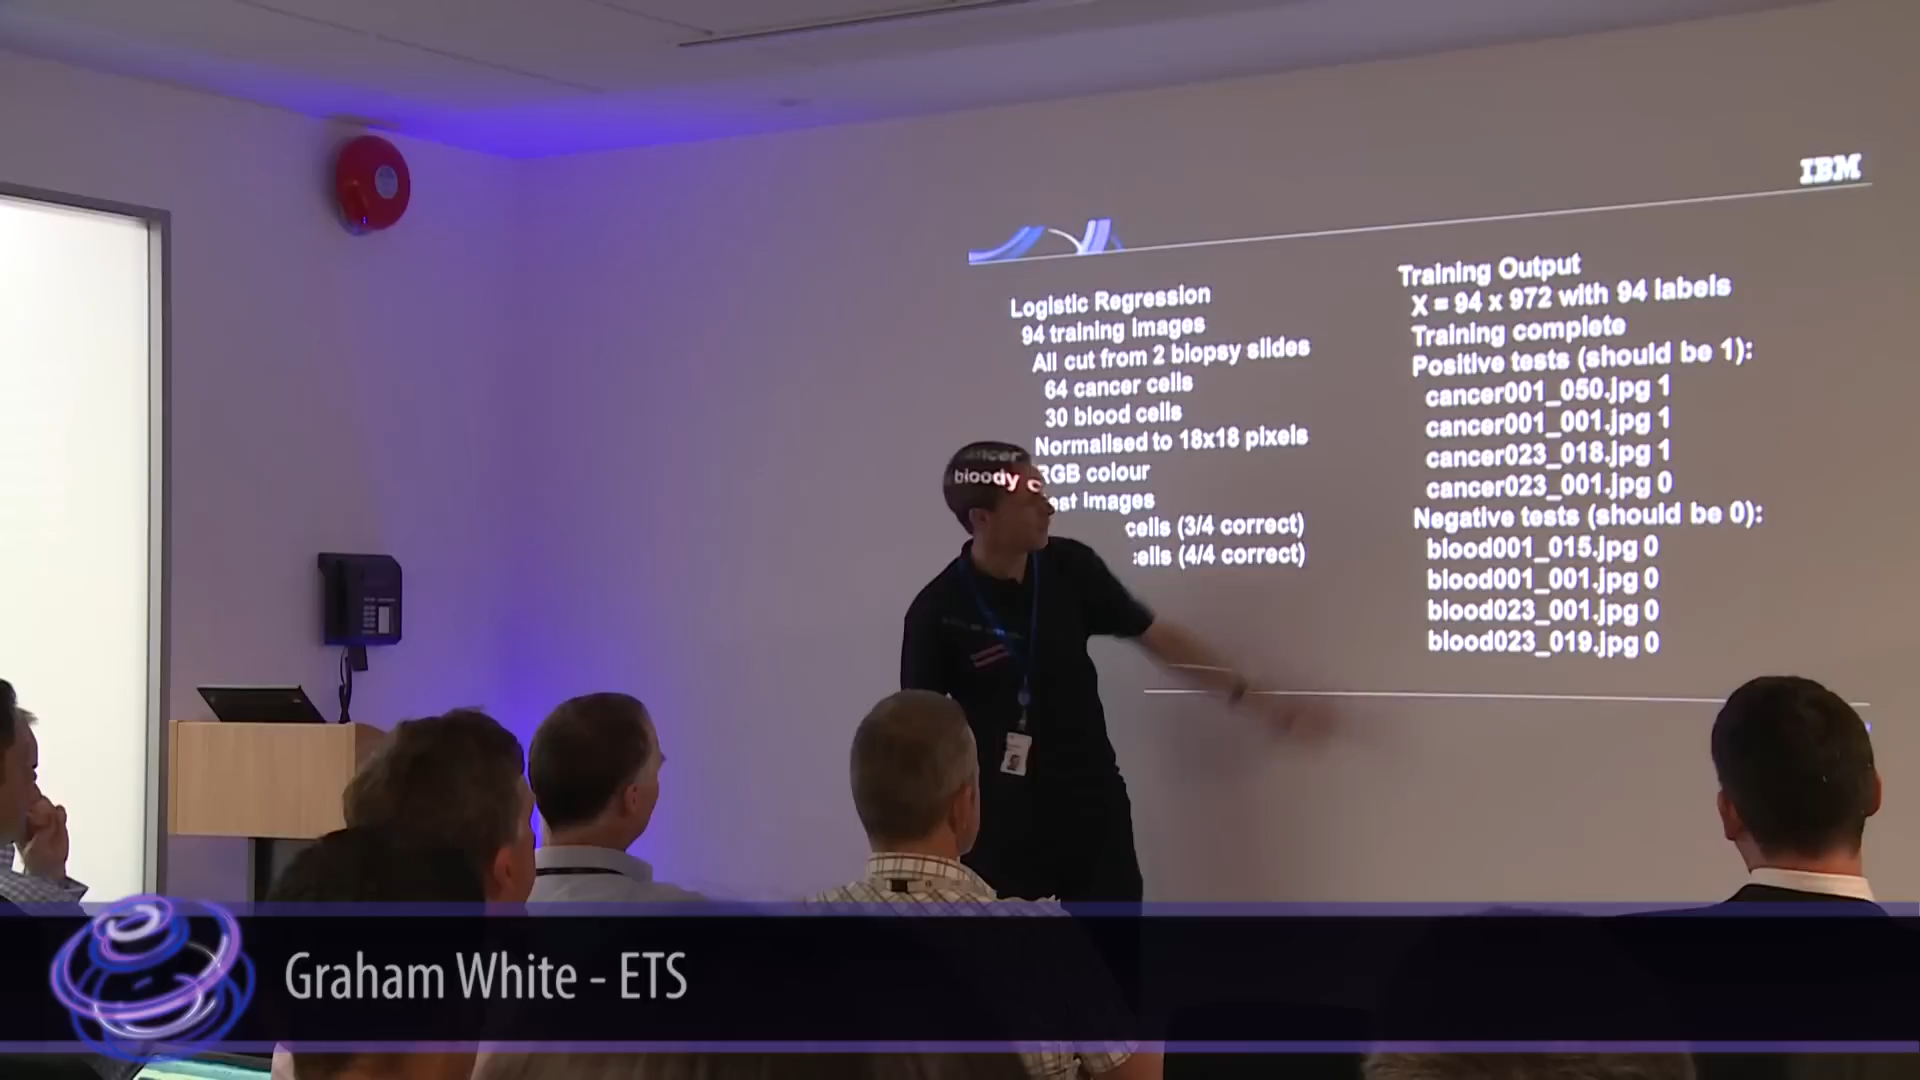 IBM
Logistic Regression
94 training images
All cut from 2 biopsy slides
64 cancer cells
30 blood cells
Normalised to 18x18 pixels
RGB colour
images
cells (3/4 correct)
(4/4 correct)
bloody
Training Output
X = 94 x 972 with 94 labels
Training complete
Positive tests (should be 1):
cancer001_050.jpg 1
cancer001_001.jpg 1
cancer023_018.jpg 1
cancer023_001.jpg 0
Negative tests (should be 0):
blood001_015.jpg 0
blood001_001.jpg 0
blood023_001.jpg 0
blood023_019.jpg 0
Graham White - ETS